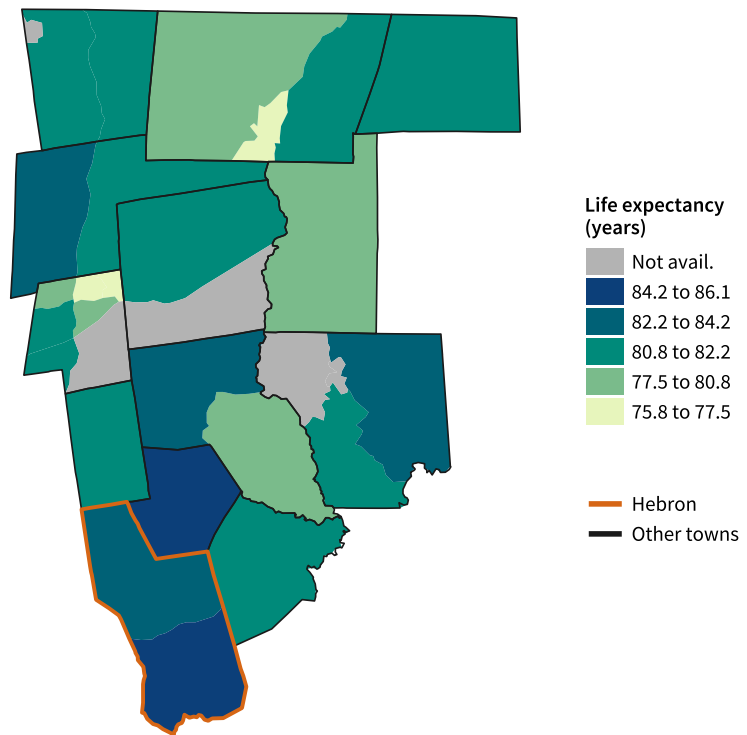 Life expectancy
(years)
Not avail.
84.2 to 86.1
82.2 to 84.2
80.8 to 82.2
77.5 to 80.8
75.8 to 77.5
Hebron
Other towns